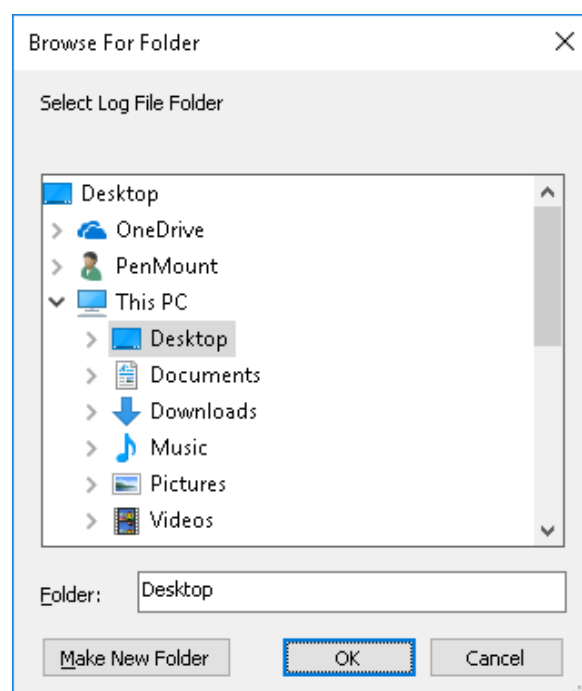 Browse For Folder
Select Log File Folder
Desktop
OneDrive
PenMount
This PC
Desktop
Documents
Downloads
Music
Pictures
Videos
Folder: Desktop
Make New Folder OK Cancel